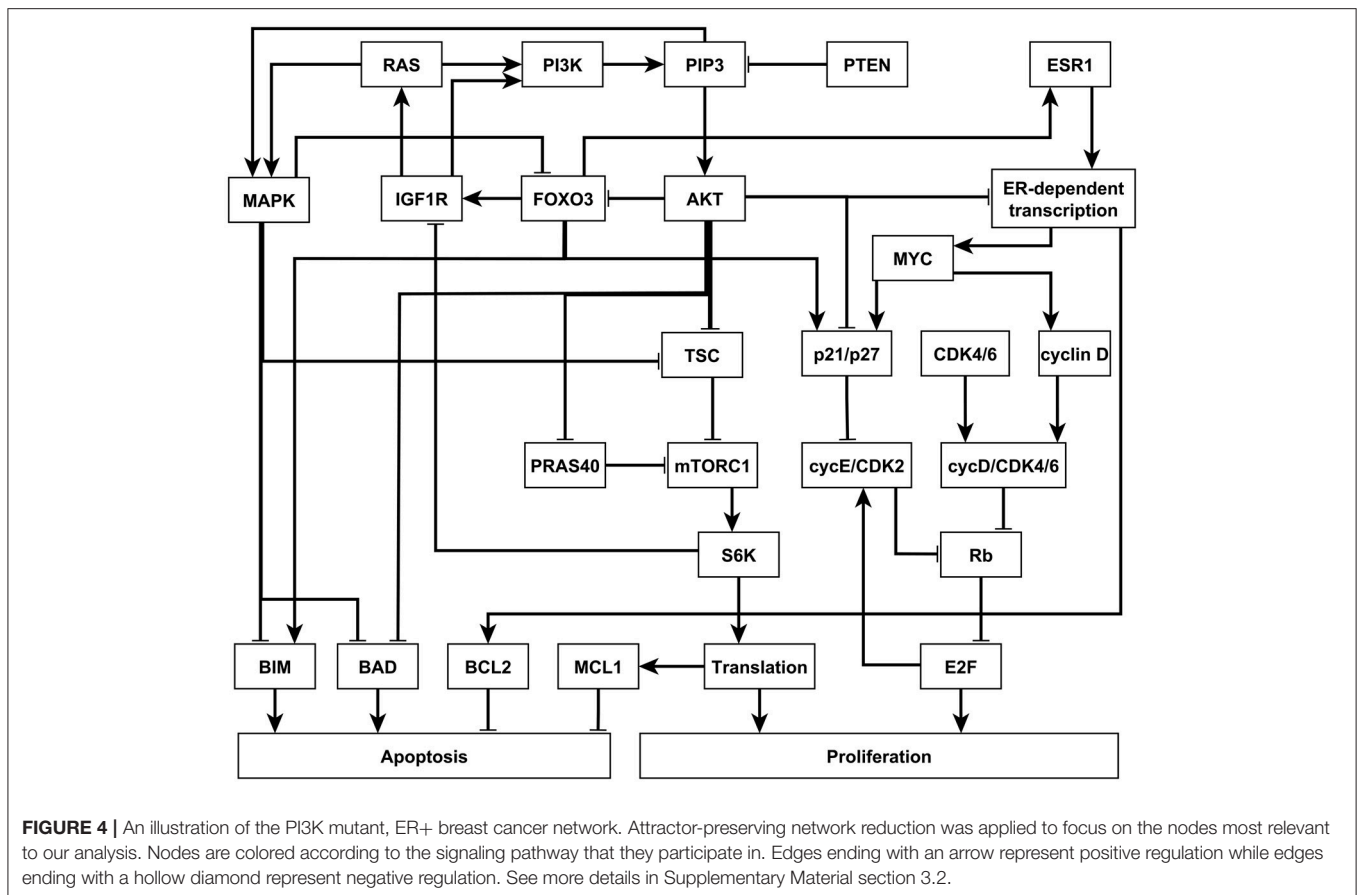 RAS
PI3K
PIP3
PTEN
ESR1
MAPK
IGF1R
FOXO3
AKT
ER-dependent
transcription
MYC
TSC
p21/p27
CDK4/6
cyclin D
PRAS40
mTORC1
cycE/CDK2
cycD/CDK4/6
S6K
Rb
BIM
BAD
BCL2
MCL1
Translation
E2F
Apoptosis
Proliferation
FIGURE 4 | An illustration of the PI3K mutant, ER+ breast cancer network. Attractor-preserving network reduction was applied to focus on the nodes most relevant
to our analysis. Nodes are colored according to the signaling pathway that they participate in. Edges ending with an arrow represent positive regulation while edges
ending with a hollow diamond represent negative regulation. See more details in Supplementary Material section 3.2.